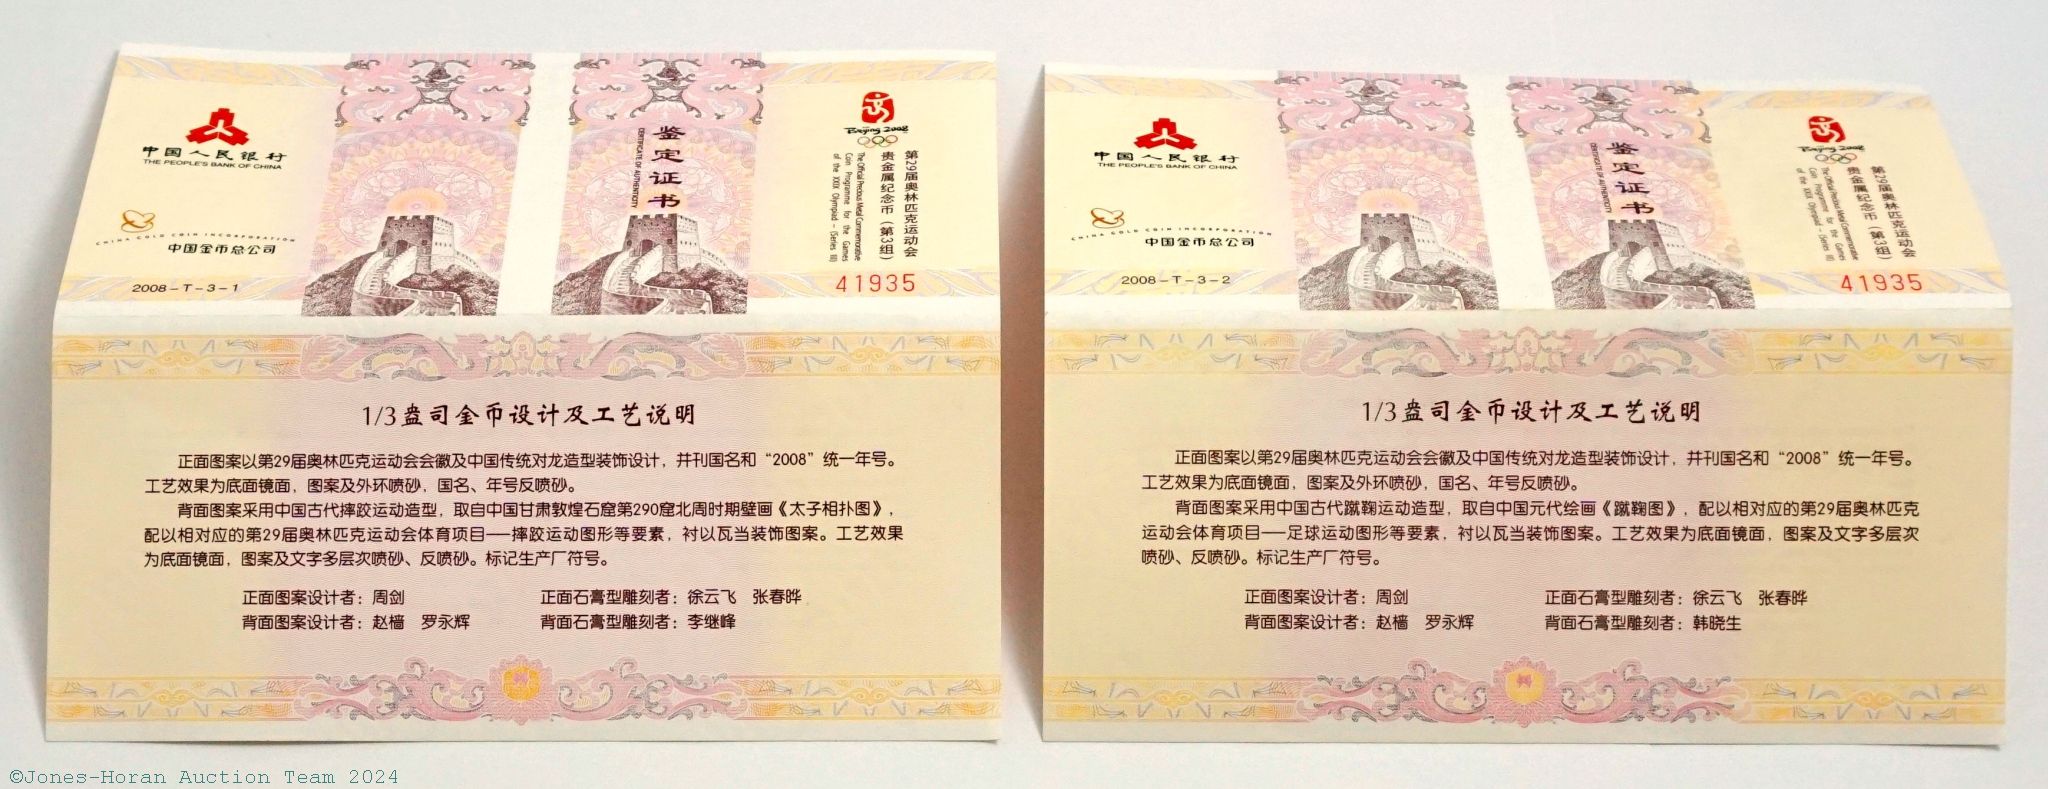 中国人民银行
THE PEOPLE'S BANK OF CHINA
CHINA GOLD COIN INCORPORATION
中国金币总公司
2008-T-3-1
鉴定证书
CERTIFICATE OF AUTHENTICITY
Beijing 2008
第29届奥林匹克运动会
贵金属纪念币（第3组）
The Official Precious Metal Commemorative
Coin Programme for the Games
of the XXIX Olympiad – (Series III)
41935
1/3盎司金币设计及工艺说明
正面图案以第29届奥林匹克运动会会徽及中国传统对龙造型装饰设计，并刊国名和“2008”统一年号。
工艺效果为底面镜面，图案及外环喷砂，国名、年号反喷砂。
背面图案采用中国古代摔跤运动造型，取自中国甘肃敦煌石窟第290窟北周时期壁画《太子相扑图》，
配以相对应的第29届奥林匹克运动会体育项目——摔跤运动图形等要素，衬以瓦当装饰图案。工艺效果
为底面镜面，图案及文字多层次喷砂、反喷砂。标记生产厂符号。
正面图案设计者：周剑 正面石膏型雕刻者：徐云飞 张春晔
背面图案设计者：赵樯 罗永辉 背面石膏型雕刻者：李继峰
中国人民银行
THE PEOPLE'S BANK OF CHINA
CHINA GOLD COIN INCORPORATION
中国金币总公司
2008-T-3-2
鉴定证书
CERTIFICATE OF AUTHENTICITY
Beijing 2008
第29届奥林匹克运动会
贵金属纪念币（第3组）
The Official Precious Metal Commemorative
Coin Programme for the Games
of the XXIX Olympiad – (Series III)
41935
1/3盎司金币设计及工艺说明
正面图案以第29届奥林匹克运动会会徽及中国传统对龙造型装饰设计，并刊国名和“2008”统一年号。
工艺效果为底面镜面，图案及外环喷砂，国名、年号反喷砂。
背面图案采用中国古代蹴鞠运动造型，取自中国元代绘画《蹴鞠图》，配以相对应的第29届奥林匹克
运动会体育项目——足球运动图形等要素，衬以瓦当装饰图案。工艺效果为底面镜面，图案及文字多层次
喷砂、反喷砂。标记生产厂符号。
正面图案设计者：周剑 正面石膏型雕刻者：徐云飞 张春晔
背面图案设计者：赵樯 罗永辉 背面石膏型雕刻者：韩晓生
©Jones-Horan Auction Team 2024